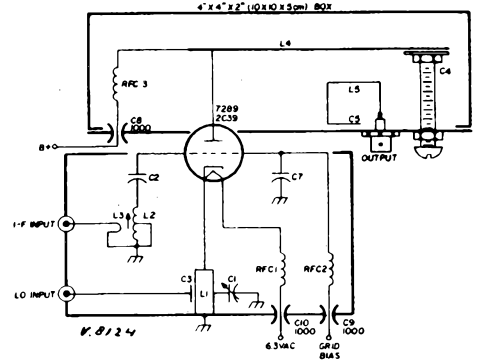 4" X 4" X 2" (10 X 10 X 5cm) BOX
L4
RFC 3
C4
L5
7289
2C39
C8
1000
C5
B+
OUTPUT
C2
C7
L3
L2
I-F INPUT
RFC1
RFC2
C3
C1
L1
LO INPUT
C10
1000
C9
1000
V.8124
6.3VAC
GRID
BIAS